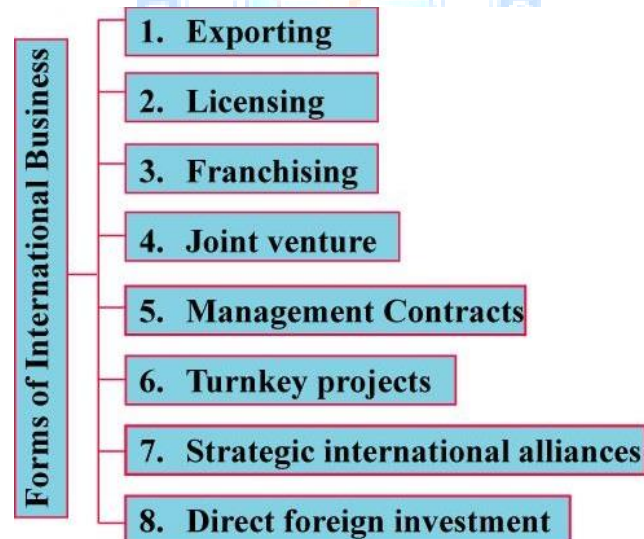 Forms of International Business
1. Exporting
2. Licensing
3. Franchising
4. Joint venture
5. Management Contracts
6. Turnkey projects
7. Strategic international alliances
8. Direct foreign investment